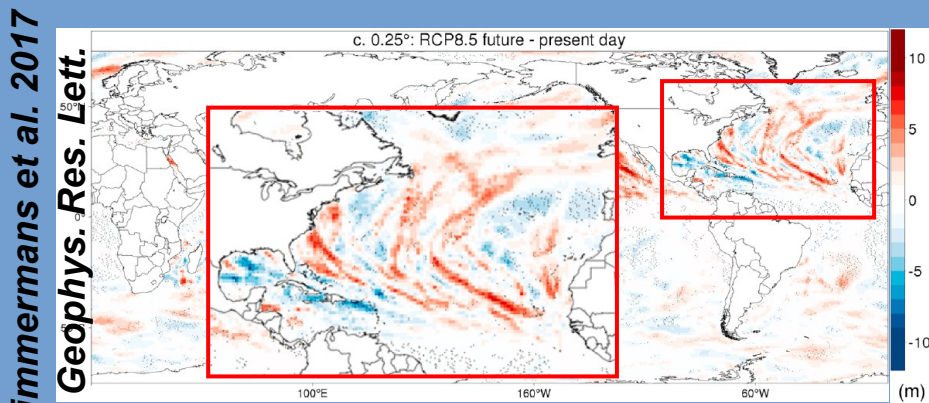 immermans et al. 2017
Geophys. Res. Lett.
c. 0.25°: RCP8.5 future - present day
50°N
0°
100°E
160°W
60°W
10
5
0
-5
-10
(m)